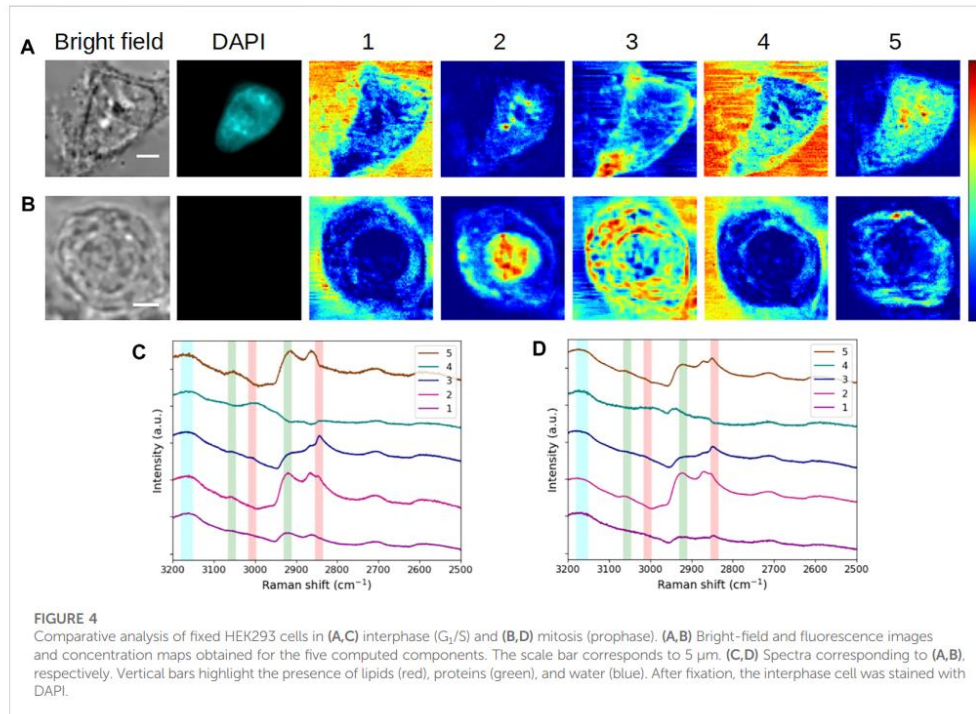 Bright field DAPI 1 2 3 4 5
A
B
C
D
5
4
3
2
1
5
4
3
2
1
Intensity (a.u.)
Intensity (a.u.)
3200 3100 3000 2900 2800 2700 2600 2500
3200 3100 3000 2900 2800 2700 2600 2500
Raman shift (cm⁻¹)
Raman shift (cm⁻¹)
FIGURE 4
Comparative analysis of fixed HEK293 cells in (A,C) interphase (G₁/S) and (B,D) mitosis (prophase). (A,B) Bright-field and fluorescence images
and concentration maps obtained for the five computed components. The scale bar corresponds to 5 µm. (C,D) Spectra corresponding to (A,B),
respectively. Vertical bars highlight the presence of lipids (red), proteins (green), and water (blue). After fixation, the interphase cell was stained with
DAPI.